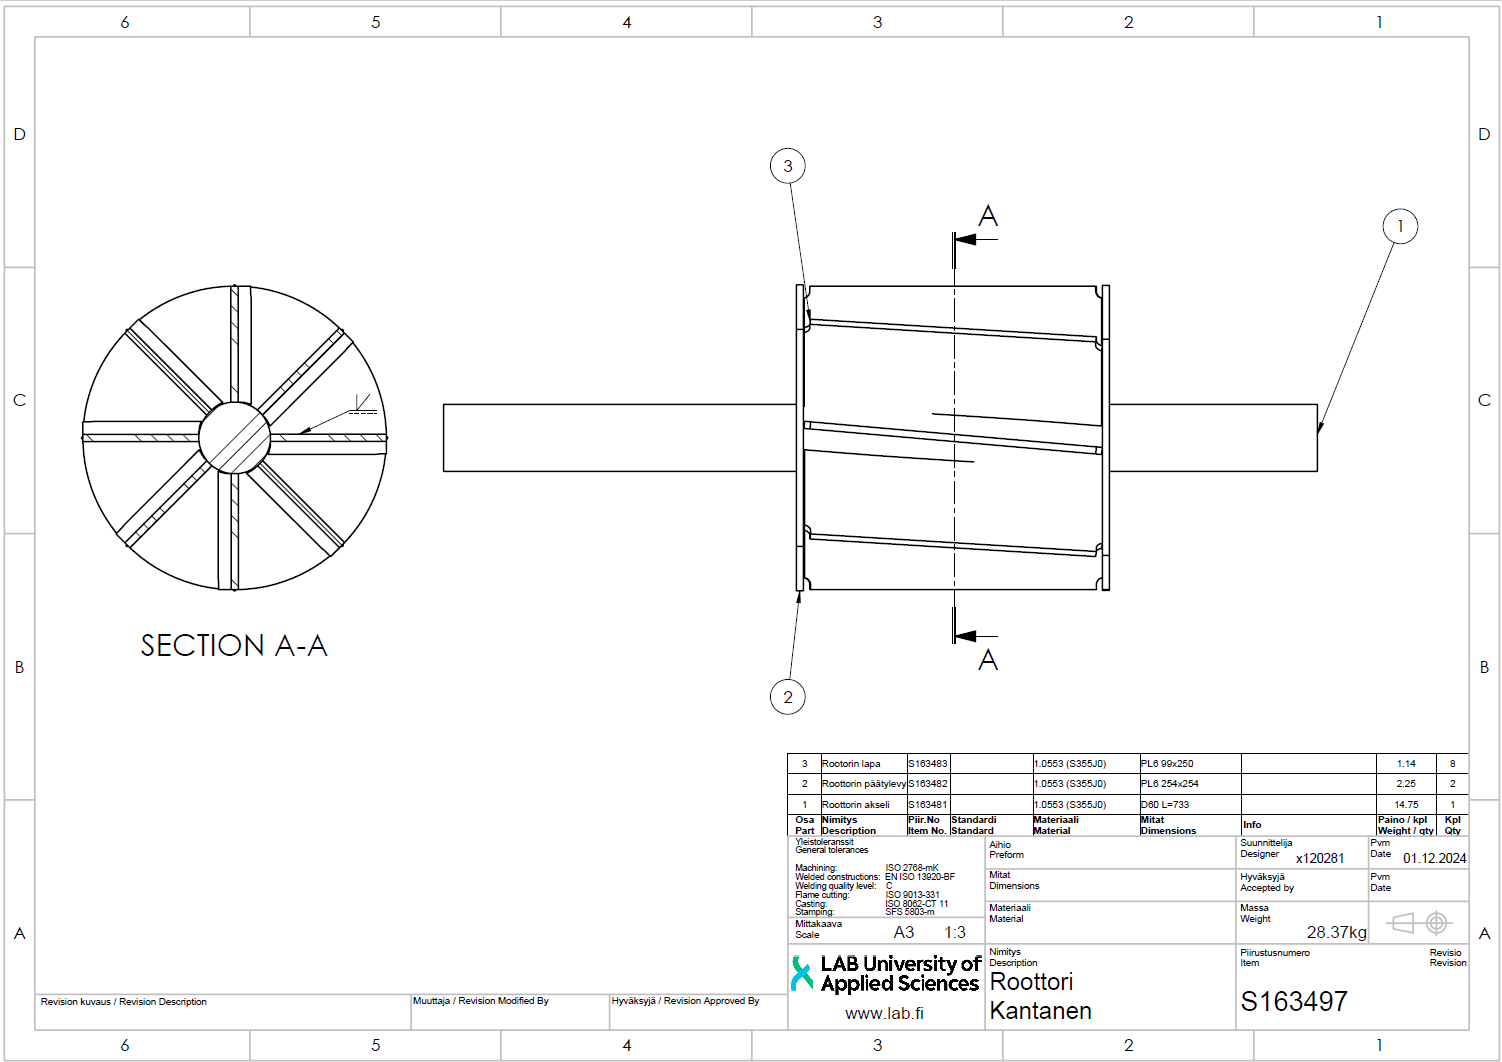 6 5 4 3 2 1
D D
3
A
1
C C
A
SECTION A-A
B B
2
3 Rootorin lapa S163483 1.0553 (S355J0) PL6 99x250 1.14 8
2 Roottorin päätylevy S163482 1.0553 (S355J0) PL6 254x254 2.25 2
1 Roottorin akseli S163481 1.0553 (S355J0) D60 L=733 14.75 1
Osa Nimitys Piir.No Standardi Materiaali Mitat Info Paino / kpl Kpl
Part Description Item No. Standard Material Dimensions Weight / qty Qty
Yleistoleranssit
General tolerances
Machining: ISO 2768-mK
Welded constructions: EN ISO 13920-BF
Welding quality level: C
Flame cutting: ISO 9013-331
Casting: ISO 8062-CT 11
Stamping: SFS 5803-m
Mittakaava
Scale A3 1:3
Aihio
Preform
Mitat
Dimensions
Materiaali
Material
Suunnittelija
Designer x120281
Pvm
Date 01.12.2024
Hyväksyjä
Accepted by
Pvm
Date
Massa
Weight
28.37kg
A A
LAB University of
Applied Sciences
www.lab.fi
Nimitys
Description
Roottori
Kantanen
Piirustusnumero
Item
Revisio
Revision
S163497
Revision kuvaus / Revision Description Muuttaja / Revision Modified By Hyväksyjä / Revision Approved By
6 5 4 3 2 1